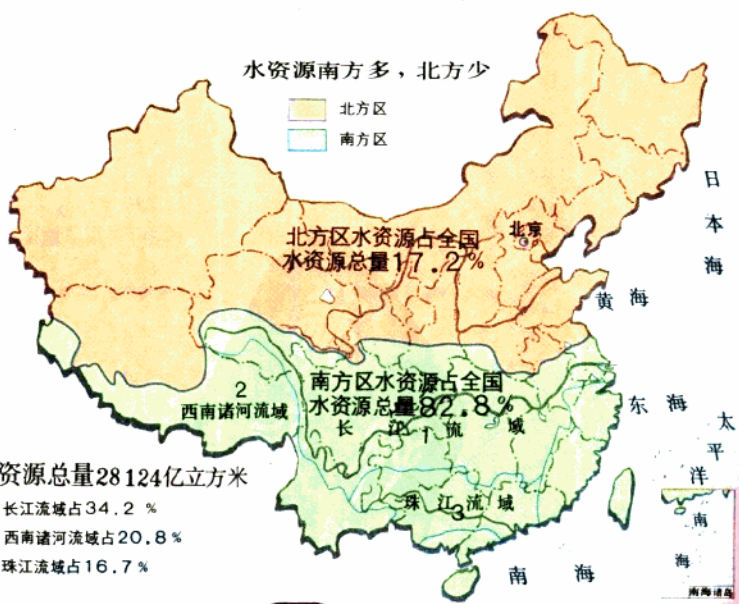 水资源南方多，北方少
北方区
南方区
日本海
北京
北方区水资源占全国
水资源总量17.2%
黄海
南方区水资源占全国
水资源总量82.8%
2
西南诸河流域
长江1流域
东海
太平洋
资源总量28124亿立方米
长江流域占34.2 %
西南诸河流域占20.8%
珠江流域占16.7%
珠江流域
3
南海
南海
南海诸岛